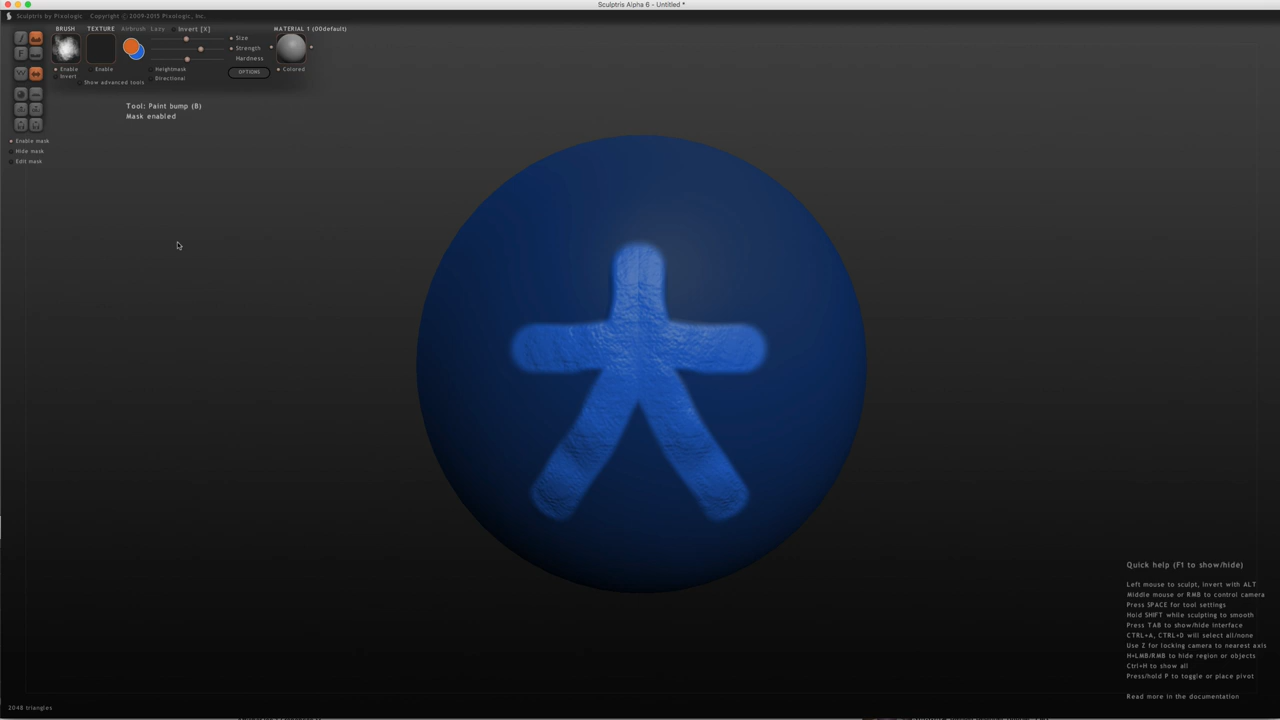 Sculptris Alpha 6 - Untitled *
Sculptris by Pixologic Copyright © 2009-2015 Pixologic, Inc.
BRUSH TEXTURE Airbrush Lazy Invert [X] MATERIAL 1 (00default)
Size
Strength
Hardness
Enable Enable Heightmask Colored
Invert Directional OPTIONS
Show advanced tools
Tool: Paint bump (B)
Mask enabled
Enable mask
Hide mask
Edit mask
Quick help (F1 to show/hide)
Left mouse to sculpt, invert with ALT
Middle mouse or RMB to control camera
Press SPACE for tool settings
Hold SHIFT while sculpting to smooth
Press TAB to show/hide interface
CTRL+A, CTRL+D will select all/none
Use Z for locking camera to nearest axis
H+LMB/RMB to hide region or objects
Ctrl+H to show all
Press/hold P to toggle or place pivot
Read more in the documentation
2048 triangles